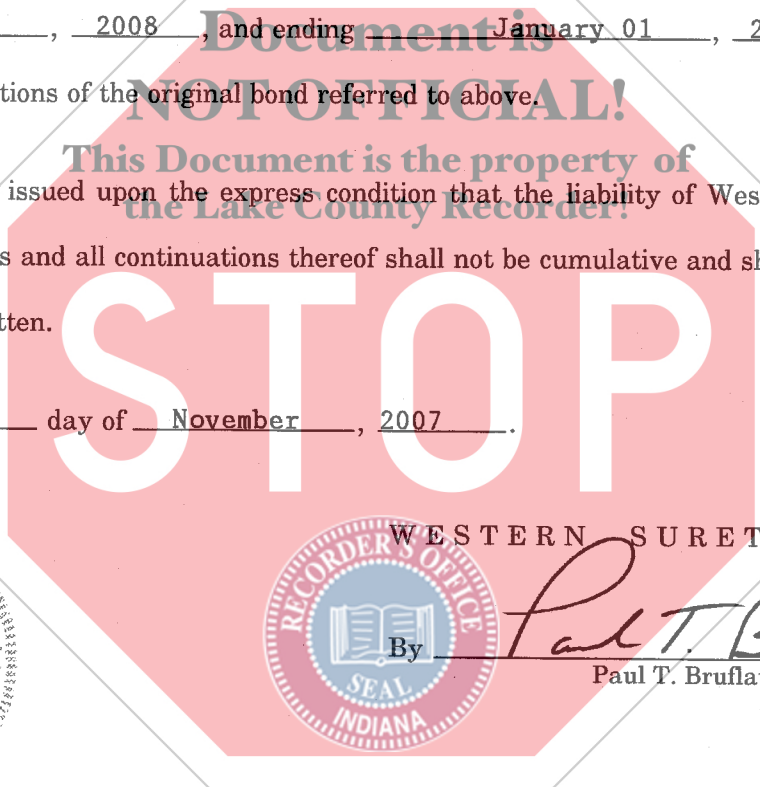 , 2008 , and ending January 01 , 2
Document is
tions of the original bond referred to above.
NOT OFFICIAL!
This Document is the property of
issued upon the express condition that the liability of Wes
the Lake County Recorder!
s and all continuations thereof shall not be cumulative and sh
tten.
STOP
day of November , 2007 .
WESTERN SURET
RECORDER'S OFFICE
SEAL
INDIANA
By Paul T. B
Paul T. Brufla